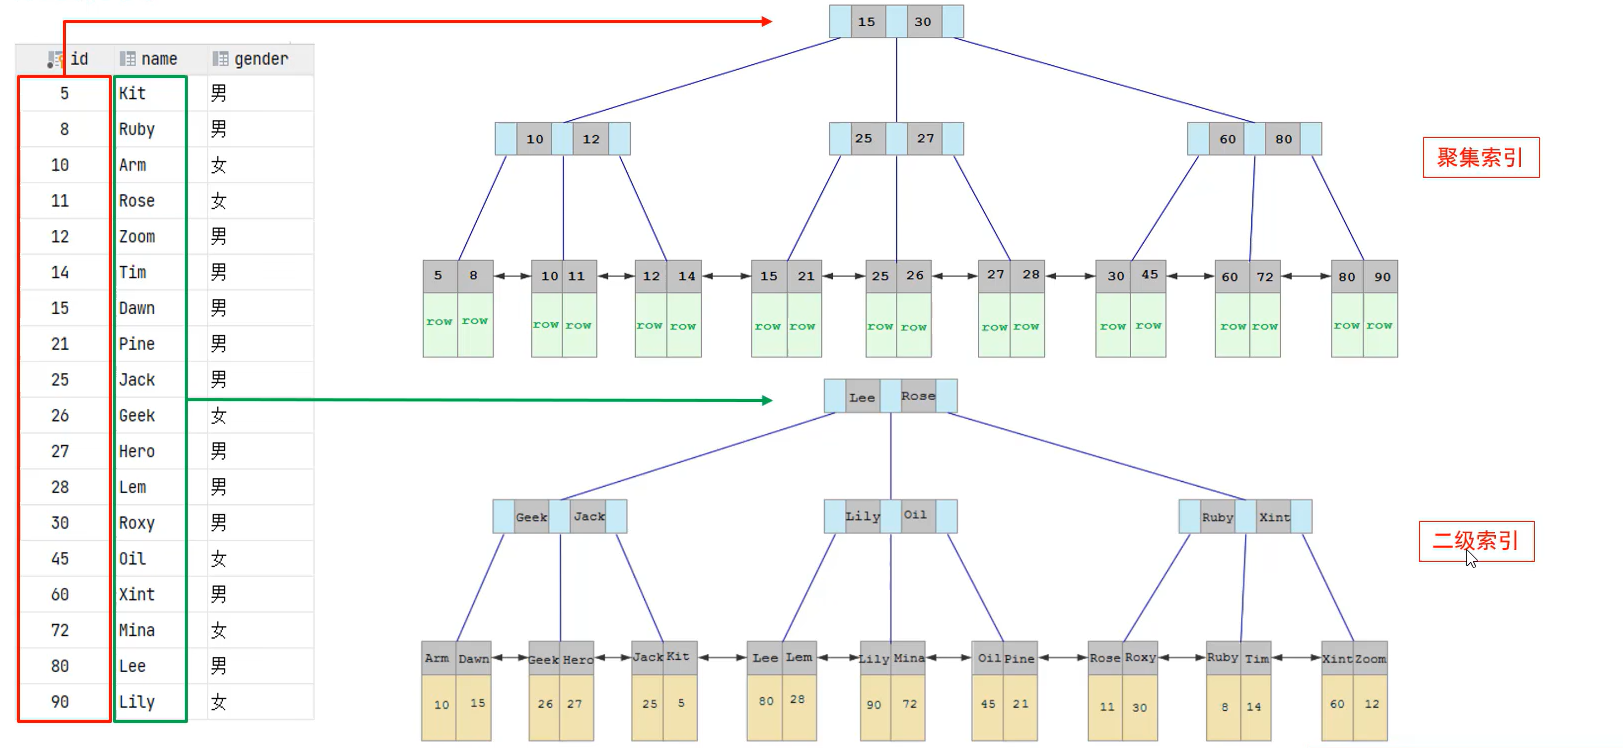 id name gender
5 Kit 男
8 Ruby 男
10 Arm 女
11 Rose 女
12 Zoom 男
14 Tim 男
15 Dawn 男
21 Pine 男
25 Jack 男
26 Geek 女
27 Hero 男
28 Lem 男
30 Roxy 男
45 Oil 女
60 Xint 男
72 Mina 女
80 Lee 男
90 Lily 女
15 30
10 12 25 27 60 80
聚集索引
5 8 10 11 12 14 15 21 25 26 27 28 30 45 60 72 80 90
row row row row row row row row row row row row row row row row row row
Lee Rose
Geek Jack Lily Oil Ruby Xint
二级索引
Arm Dawn Geek Hero Jack Kit Lee Lem Lily Mina Oil Pine Rose Roxy Ruby Tim Xint Zoom
10 15 26 27 25 5 80 28 90 72 45 21 11 30 8 14 60 12